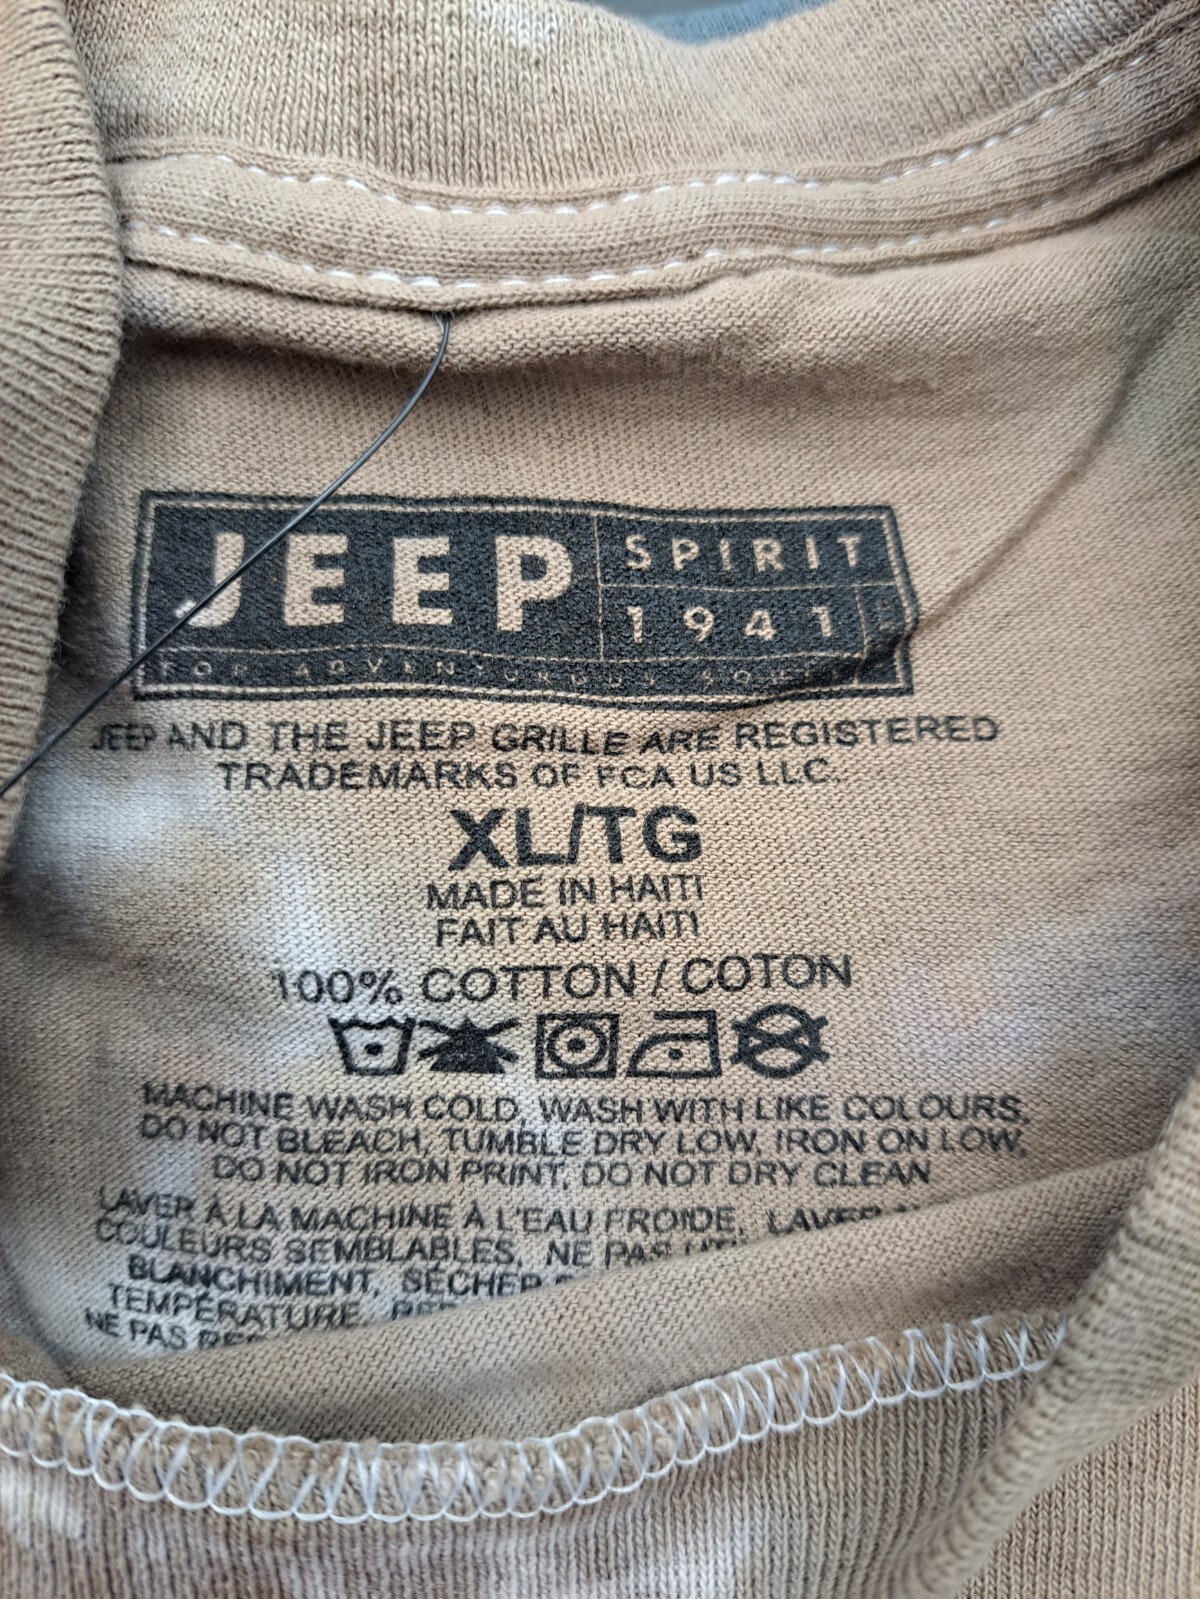 JEEP
SPIRIT
1941
FOR ADVENTUROUS
JEEP AND THE JEEP GRILLE ARE REGISTERED
TRADEMARKS OF FCA US LLC.
XL/TG
MADE IN HAITI
FAIT AU HAITI
100% COTTON / COTON
MACHINE WASH COLD, WASH WITH LIKE COLOURS,
DO NOT BLEACH, TUMBLE DRY LOW, IRON ON LOW,
DO NOT IRON PRINT, DO NOT DRY CLEAN
LAVER À LA MACHINE À L'EAU FROIDE, LAVER
COULEURS SEMBLABLES, NE PAS
BLANCHIMENT, SÉCHER
TEMPÉRATURE,
NE PAS